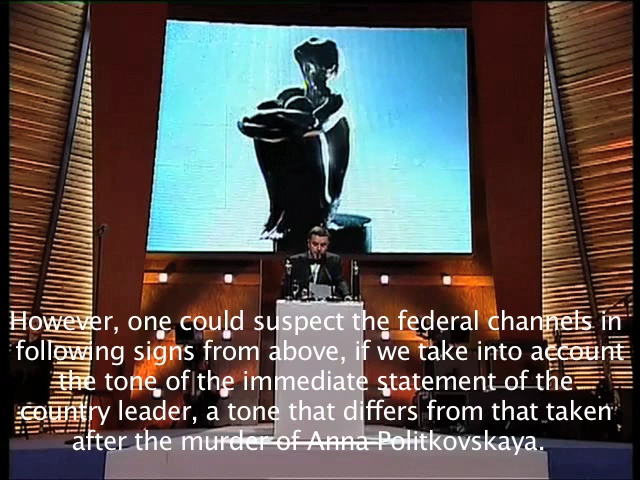 However, one could suspect the federal channels in
following signs from above, if we take into account
the tone of the immediate statement of the
country leader, a tone that differs from that taken
after the murder of Anna Politkovskaya.